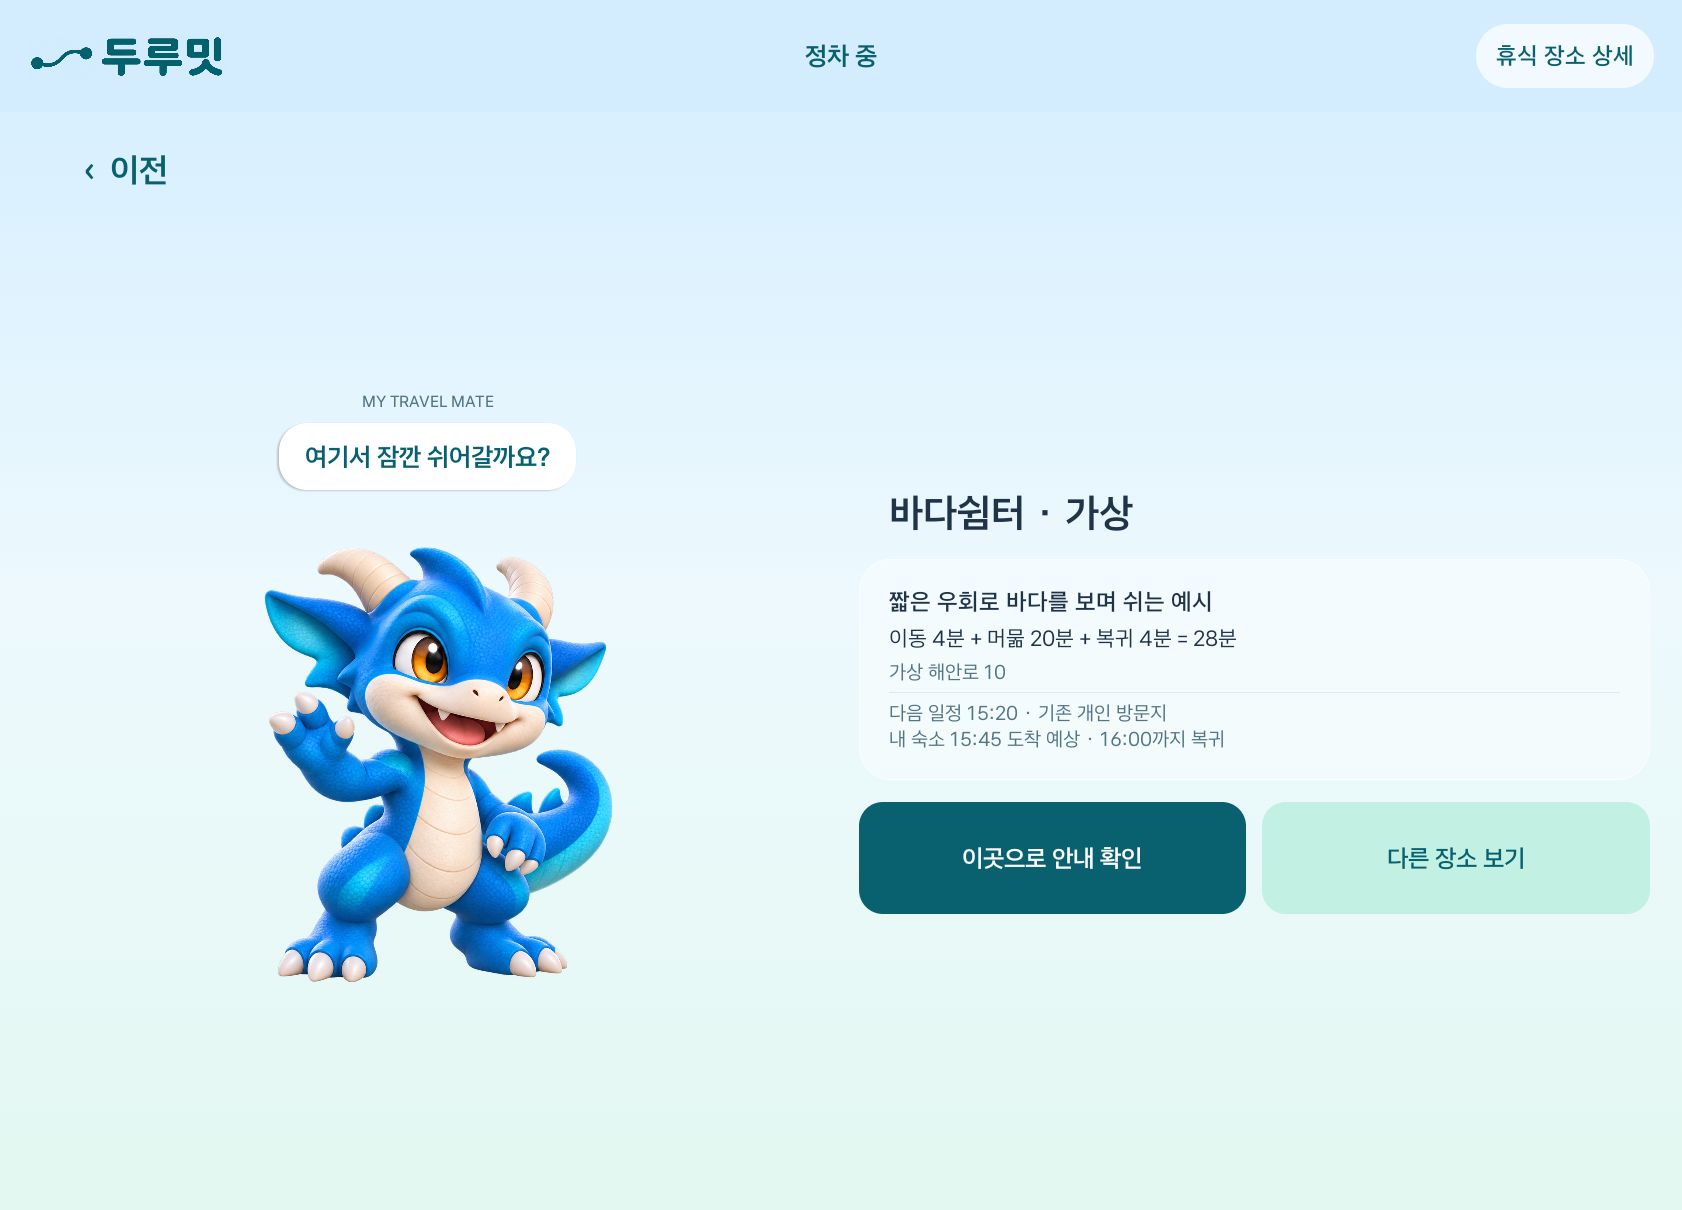 두루밋
정차 중
휴식 장소 상세
‹ 이전
MY TRAVEL MATE
여기서 잠깐 쉬어갈까요?
바다쉼터 · 가상
짧은 우회로 바다를 보며 쉬는 예시
이동 4분 + 머묾 20분 + 복귀 4분 = 28분
가상 해안로 10
다음 일정 15:20 · 기존 개인 방문지
내 숙소 15:45 도착 예상 · 16:00까지 복귀
이곳으로 안내 확인
다른 장소 보기